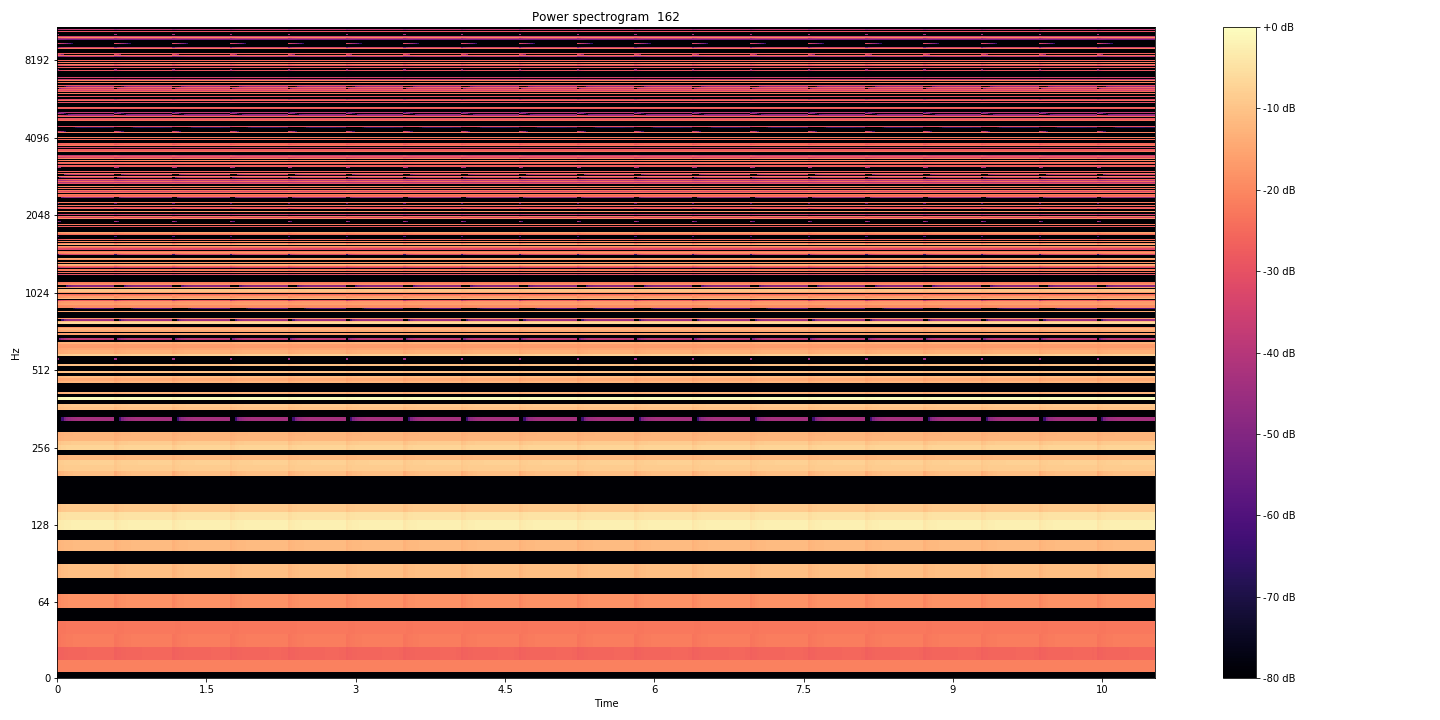 Power spectrogram  162
Hz
8192
4096
2048
1024
512
256
128
64
0
0 1.5 3 4.5 6 7.5 9 10
Time
+0 dB
-10 dB
-20 dB
-30 dB
-40 dB
-50 dB
-60 dB
-70 dB
-80 dB